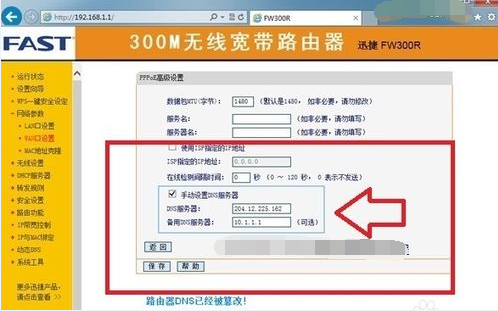 http://192.168.1.1/
FW300R
FAST
300M无线宽带路由器
迅捷 FW300R
运行状态
设置向导
WPS一键安全设定
网络参数
LAN口设置
WAN口设置
MAC地址克隆
无线设置
DHCP服务器
转发规则
安全设置
路由功能
IP带宽控制
IP与MAC绑定
动态DNS
系统工具
更多迅捷产品,
请点击查看 >>
PPPoE高级设置
数据包MTU(字节): 1480 (默认是1480, 如非必要, 请勿修改)
服务名: (如非必要, 请勿填写)
服务器名: (如非必要, 请勿填写)
使用ISP指定的IP地址
ISP指定的IP地址: 0.0.0.0
在线检测间隔时间: 0 秒 (0 ~ 120 秒, 0 表示不发送)
手动设置DNS服务器
DNS服务器: 204.12.225.162
备用DNS服务器: 10.1.1.1 (可选)
返 回
保 存 帮 助
路由器DNS已经被篡改!